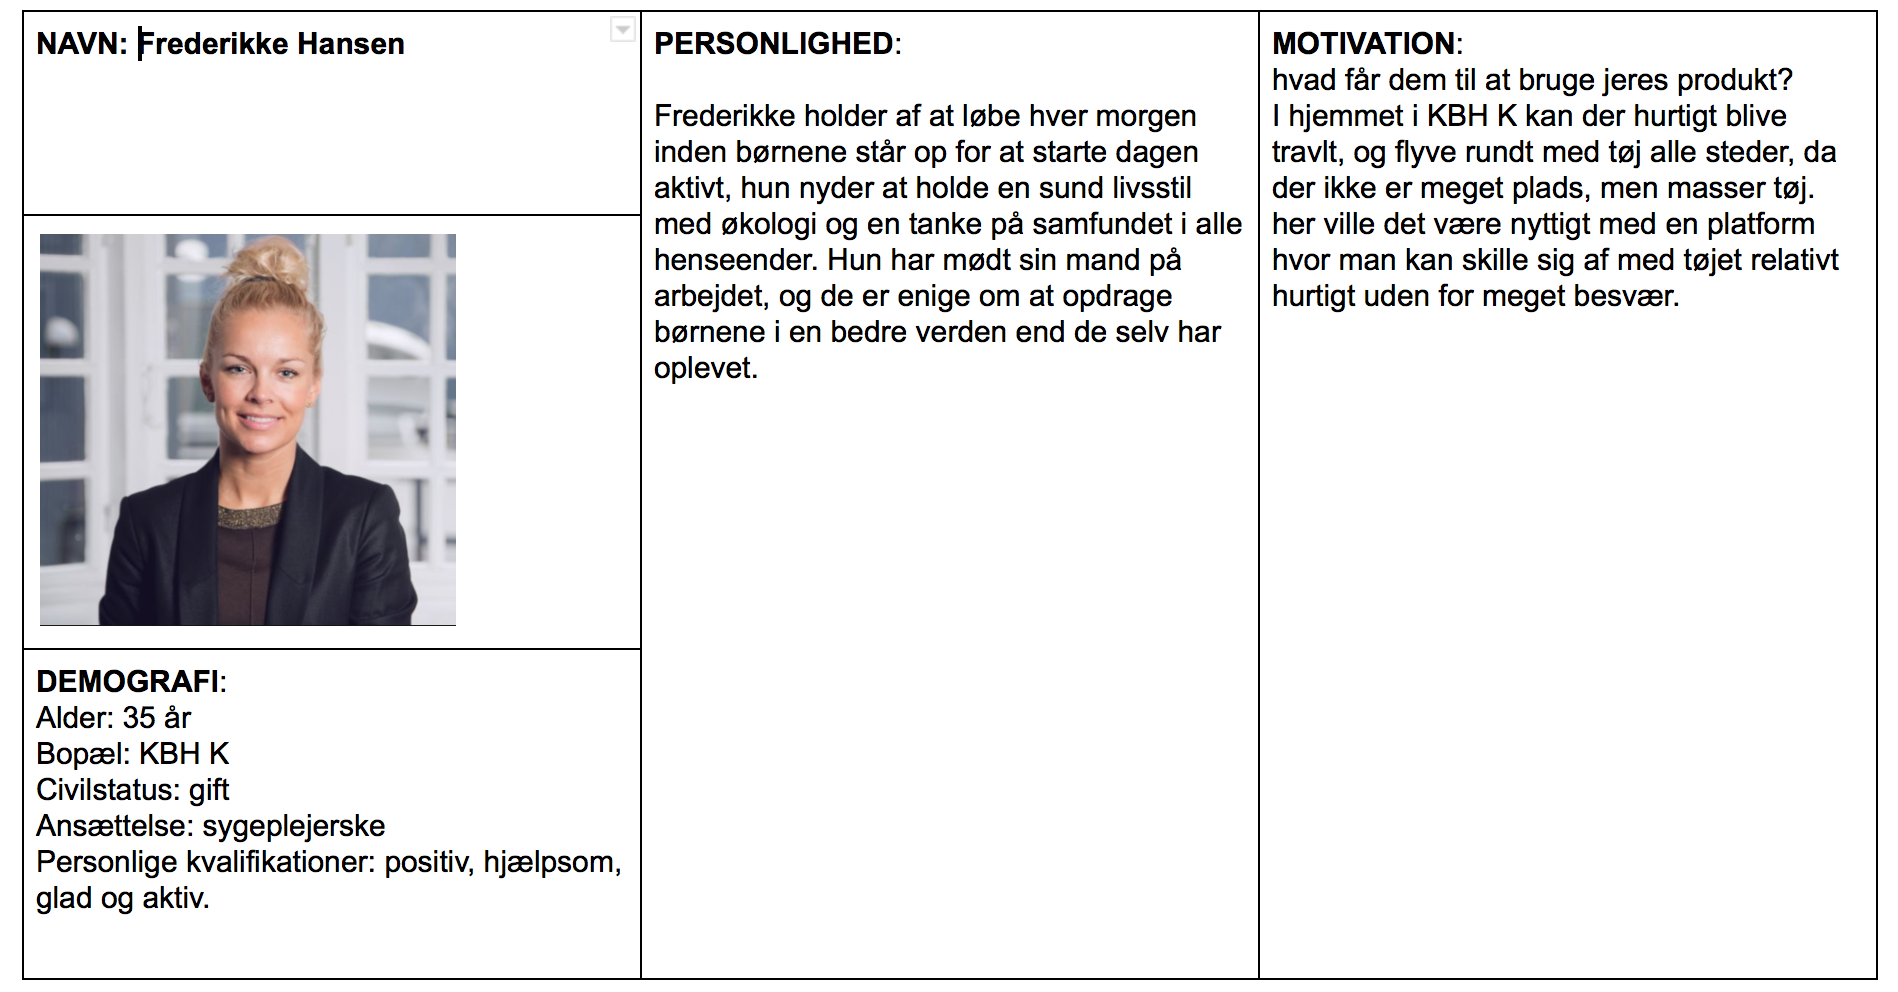 NAVN: Frederikke Hansen
DEMOGRAFI:
Alder: 35 år
Bopæl: KBH K
Civilstatus: gift
Ansættelse: sygeplejerske
Personlige kvalifikationer: positiv, hjælpsom,
glad og aktiv.
PERSONLIGHED:
Frederikke holder af at løbe hver morgen
inden børnene står op for at starte dagen
aktivt, hun nyder at holde en sund livsstil
med økologi og en tanke på samfundet i alle
henseender. Hun har mødt sin mand på
arbejdet, og de er enige om at opdrage
børnene i en bedre verden end de selv har
oplevet.
MOTIVATION:
hvad får dem til at bruge jeres produkt?
I hjemmet i KBH K kan der hurtigt blive
travlt, og flyve rundt med tøj alle steder, da
der ikke er meget plads, men masser tøj.
her ville det være nyttigt med en platform
hvor man kan skille sig af med tøjet relativt
hurtigt uden for meget besvær.